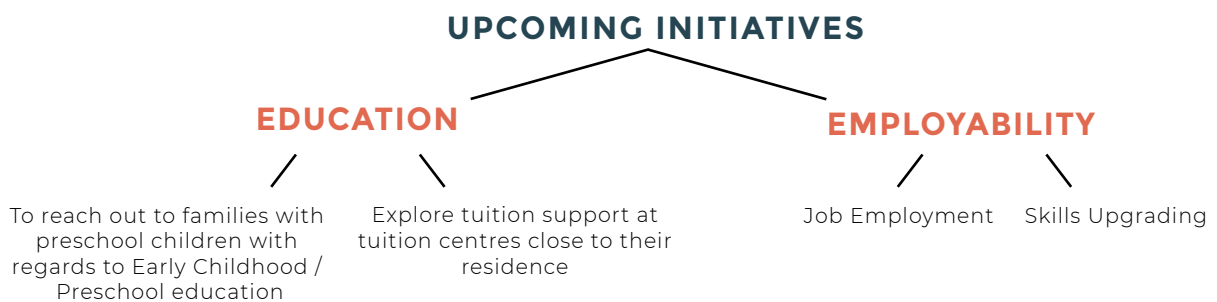 UPCOMING INITIATIVES
EDUCATION
EMPLOYABILITY
To reach out to families with
preschool children with
regards to Early Childhood /
Preschool education
Explore tuition support at
tuition centres close to their
residence
Job Employment
Skills Upgrading